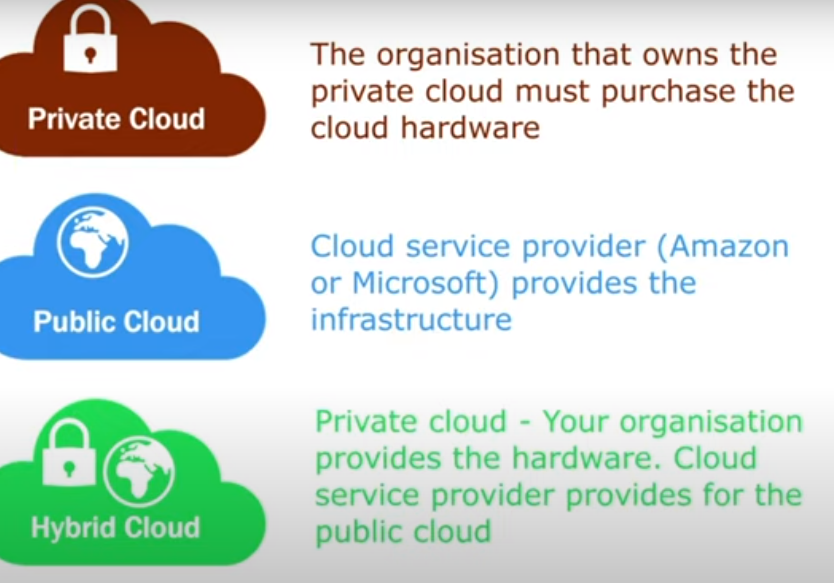 Private Cloud
The organisation that owns the
private cloud must purchase the
cloud hardware
Public Cloud
Cloud service provider (Amazon
or Microsoft) provides the
infrastructure
Hybrid Cloud
Private cloud - Your organisation
provides the hardware. Cloud
service provider provides for the
public cloud